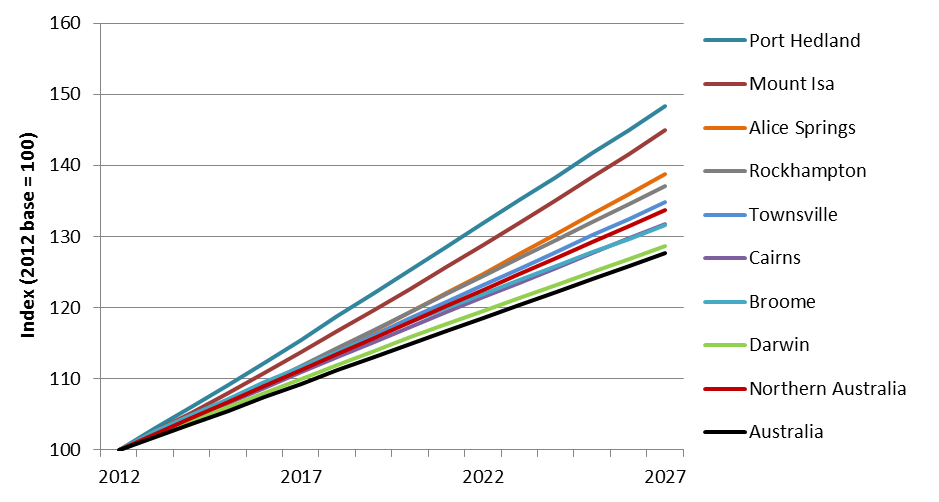 160
150
140
130
120
110
100
Index (2012 base = 100)
2012 2017 2022 2027
Port Hedland
Mount Isa
Alice Springs
Rockhampton
Townsville
Cairns
Broome
Darwin
Northern Australia
Australia